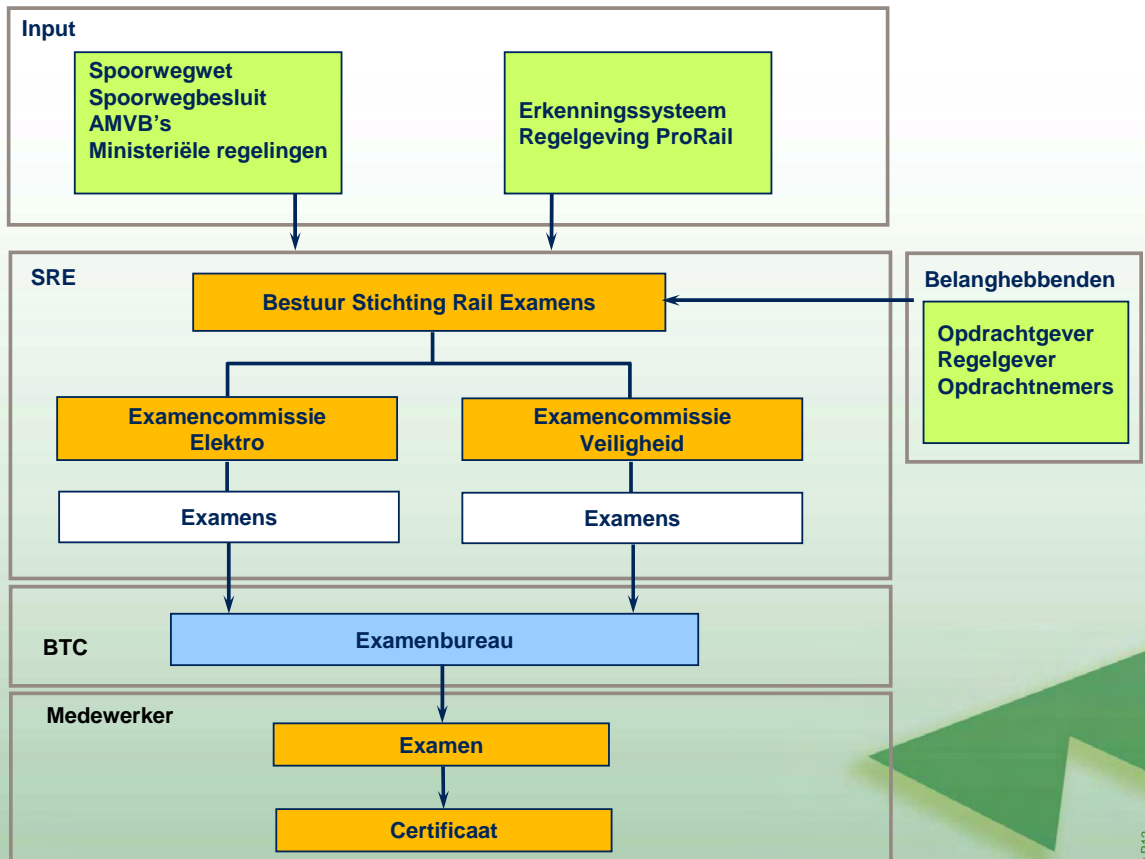 Input
Spoorwegwet
Spoorwegbesluit
AMVB's
Ministeriële regelingen
Erkenningssysteem
Regelgeving ProRail
SRE
Bestuur Stichting Rail Examens
Belanghebbenden
Opdrachtgever
Regelgever
Opdrachtnemers
Examencommissie
Elektro
Examencommissie
Veiligheid
Examens
Examens
BTC
Examenbureau
Medewerker
Examen
Certificaat